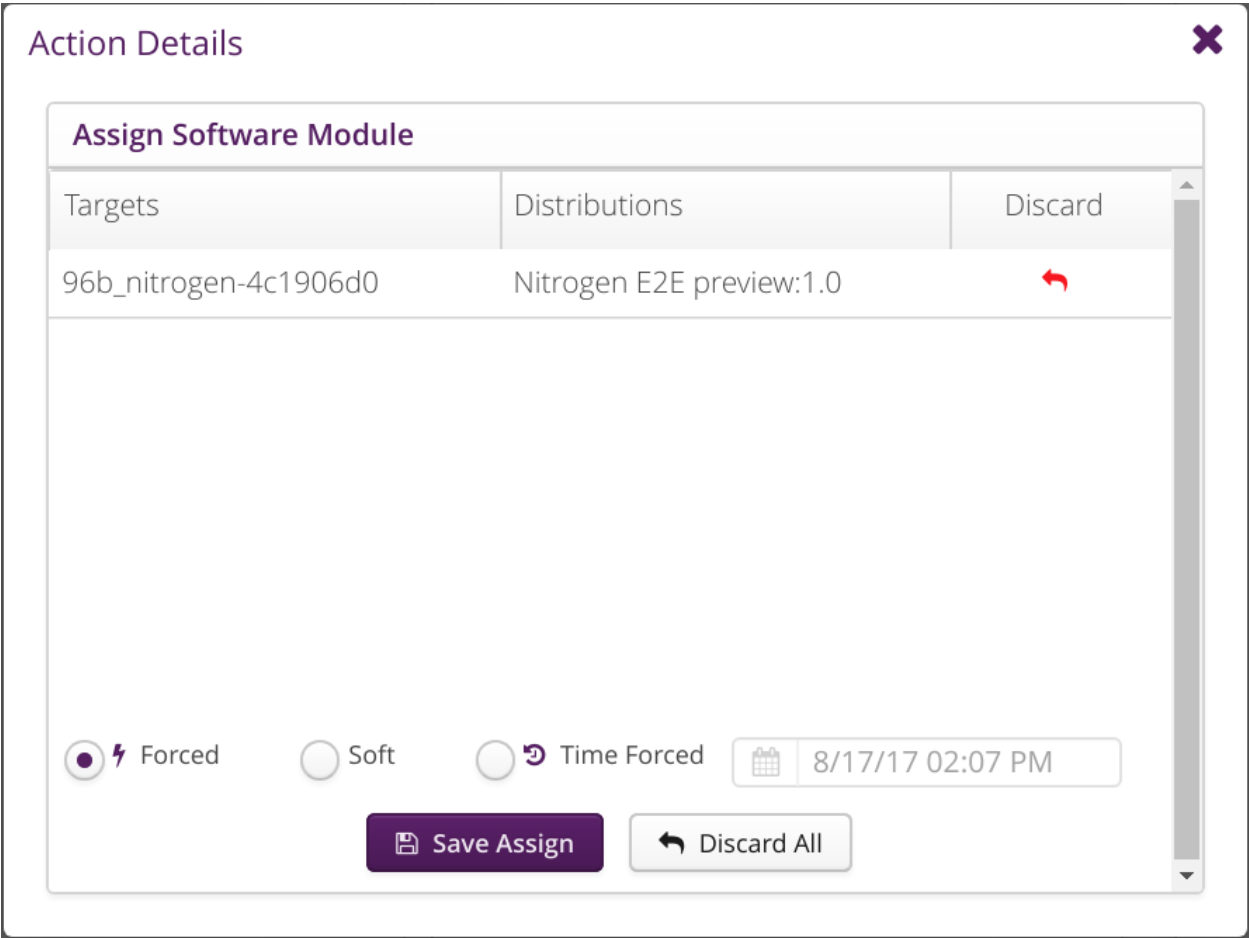 Action Details
Assign Software Module
Targets Distributions Discard
96b_nitrogen-4c1906d0 Nitrogen E2E preview:1.0
Forced Soft Time Forced 8/17/17 02:07 PM
Save Assign Discard All